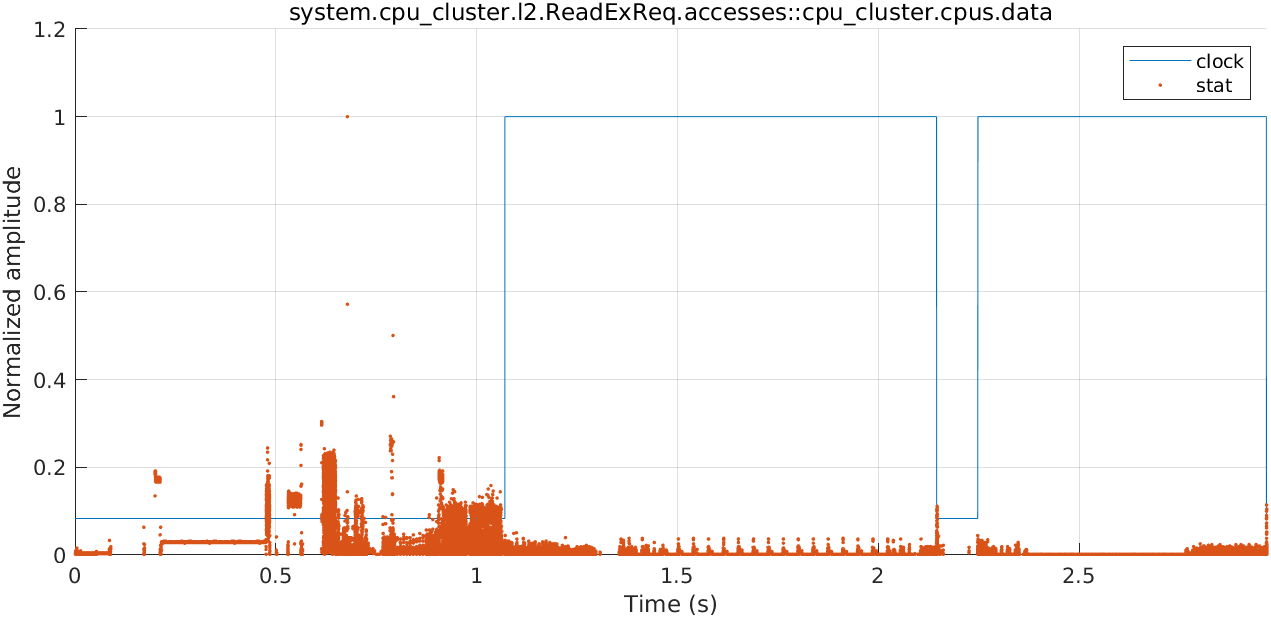 system.cpu_cluster.l2.ReadExReq.accesses::cpu_cluster.cpus.data
1.2
1
0.8
0.6
0.4
0.2
0
Normalized amplitude
clock
stat
0
0.5
1
1.5
2
2.5
Time (s)